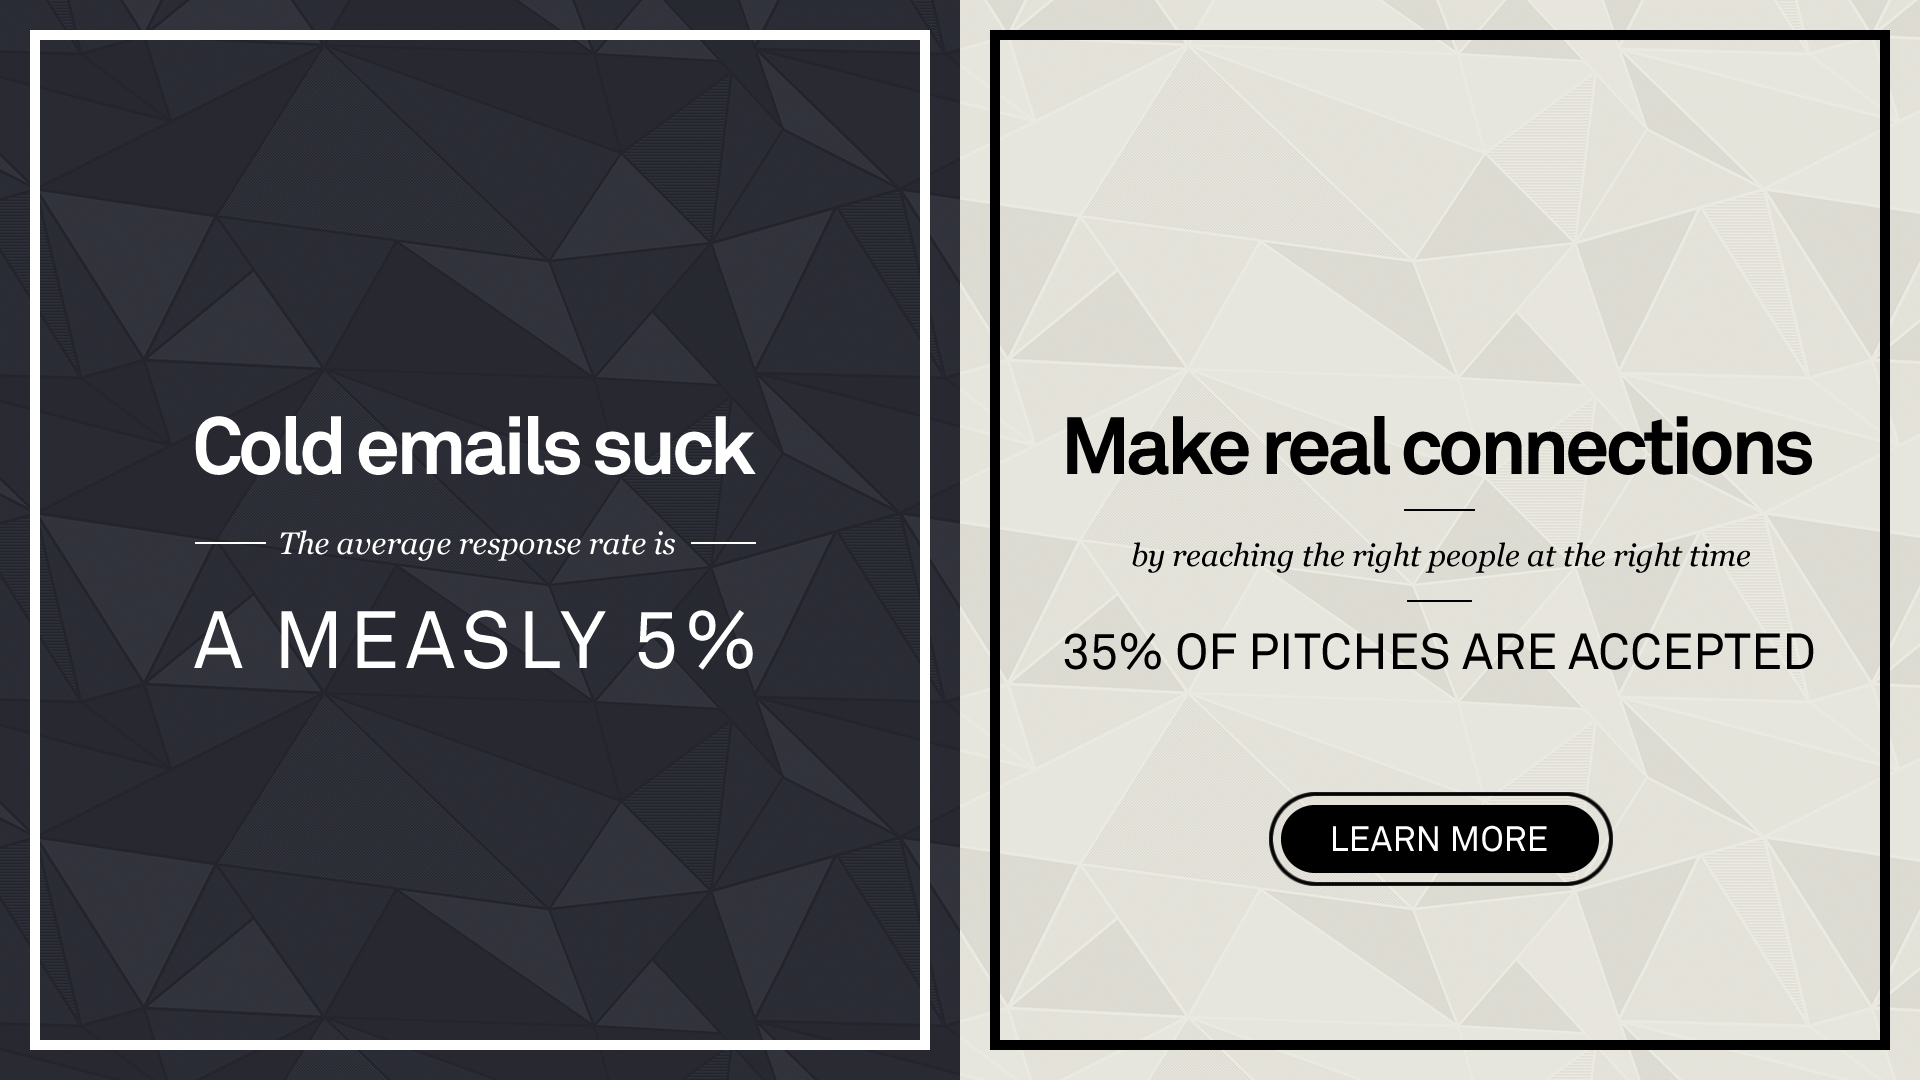 Cold emails suck
The average response rate is
A MEASLY 5%
Make real connections
by reaching the right people at the right time
35% OF PITCHES ARE ACCEPTED
LEARN MORE